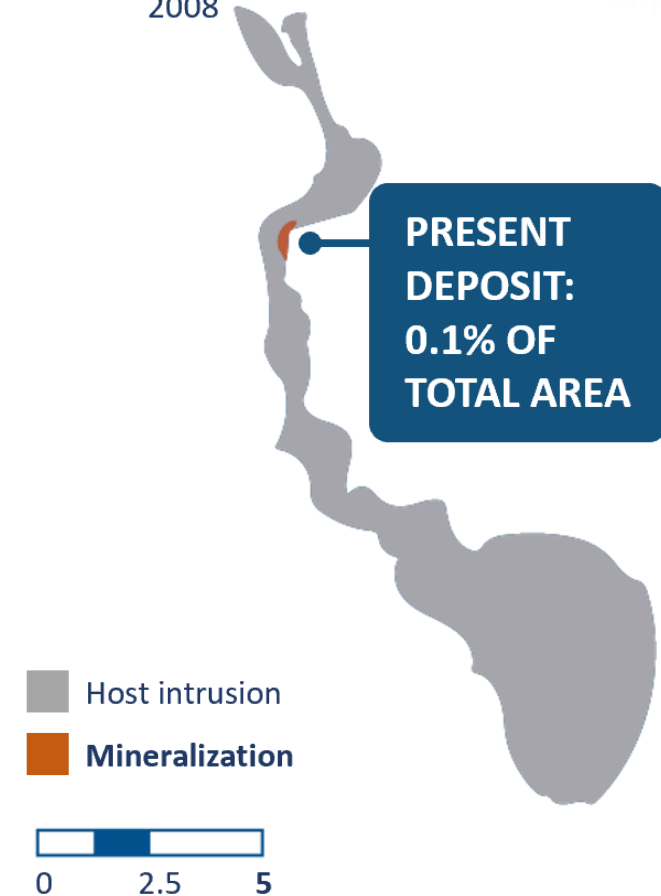 2008
PRESENT
DEPOSIT:
0.1% OF
TOTAL AREA
Host intrusion
Mineralization
0 2.5 5